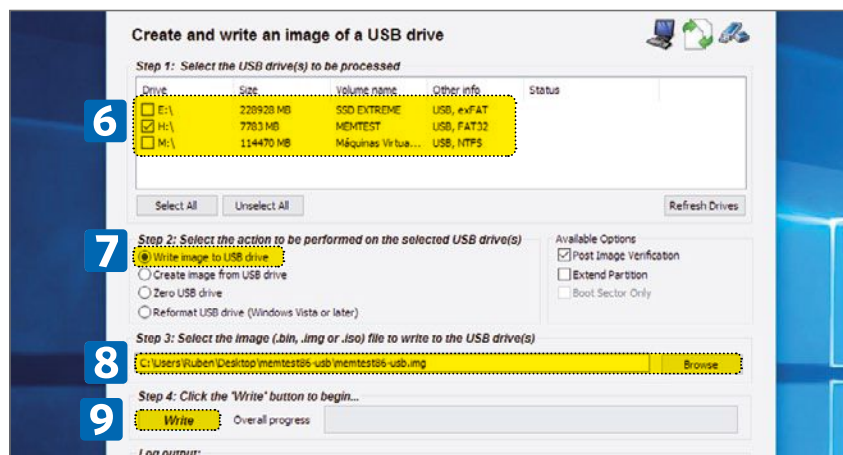 Create and write an image of a USB drive
Step 1: Select the USB drive(s) to be processed
Drive Size Volume name Other info Status
6
E:\ 228928 MB SSD EXTREME USB, exFAT
H:\ 7783 MB MEMTEST USB, FAT32
M:\ 114470 MB Máquinas Virtua... USB, NTFS
Select All Unselect All Refresh Drives
7
Step 2: Select the action to be performed on the selected USB drive(s) Available Options
Write image to USB drive Post Image Verification
Create image from USB drive Extend Partition
Zero USB drive Boot Sector Only
Reformat USB drive (Windows Vista or later)
Step 3: Select the image (.bin, .img or .iso) file to write to the USB drive(s)
8
C:\Users\Ruben\Desktop\memtest86-usb\memtest86-usb.img Browse
Step 4: Click the 'Write' button to begin...
9
Write Overall progress
Log output: